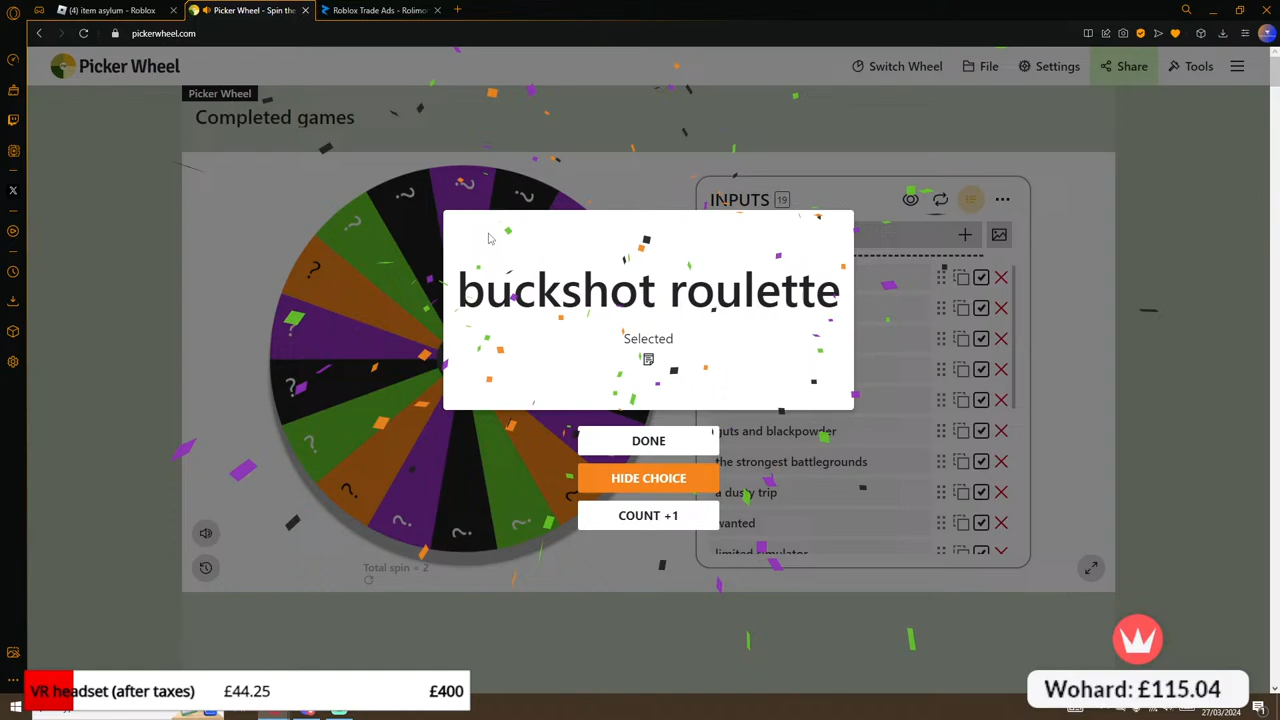 (4) item asylum - Roblox
Picker Wheel - Spin the
Roblox Trade Ads - Rolimo
pickerwheel.com
Picker Wheel
Switch Wheel
File
Settings
Share
Tools
Picker Wheel
Completed games
INPUTS 19
buckshot roulette
Selected
DONE
HIDE CHOICE
COUNT +1
guts and blackpowder
the strongest battlegrounds
a dusty trip
wanted
limited simulator
Total spin = 2
VR headset (after taxes) £44.25 £400
Wohard: £115.04
27/03/2024